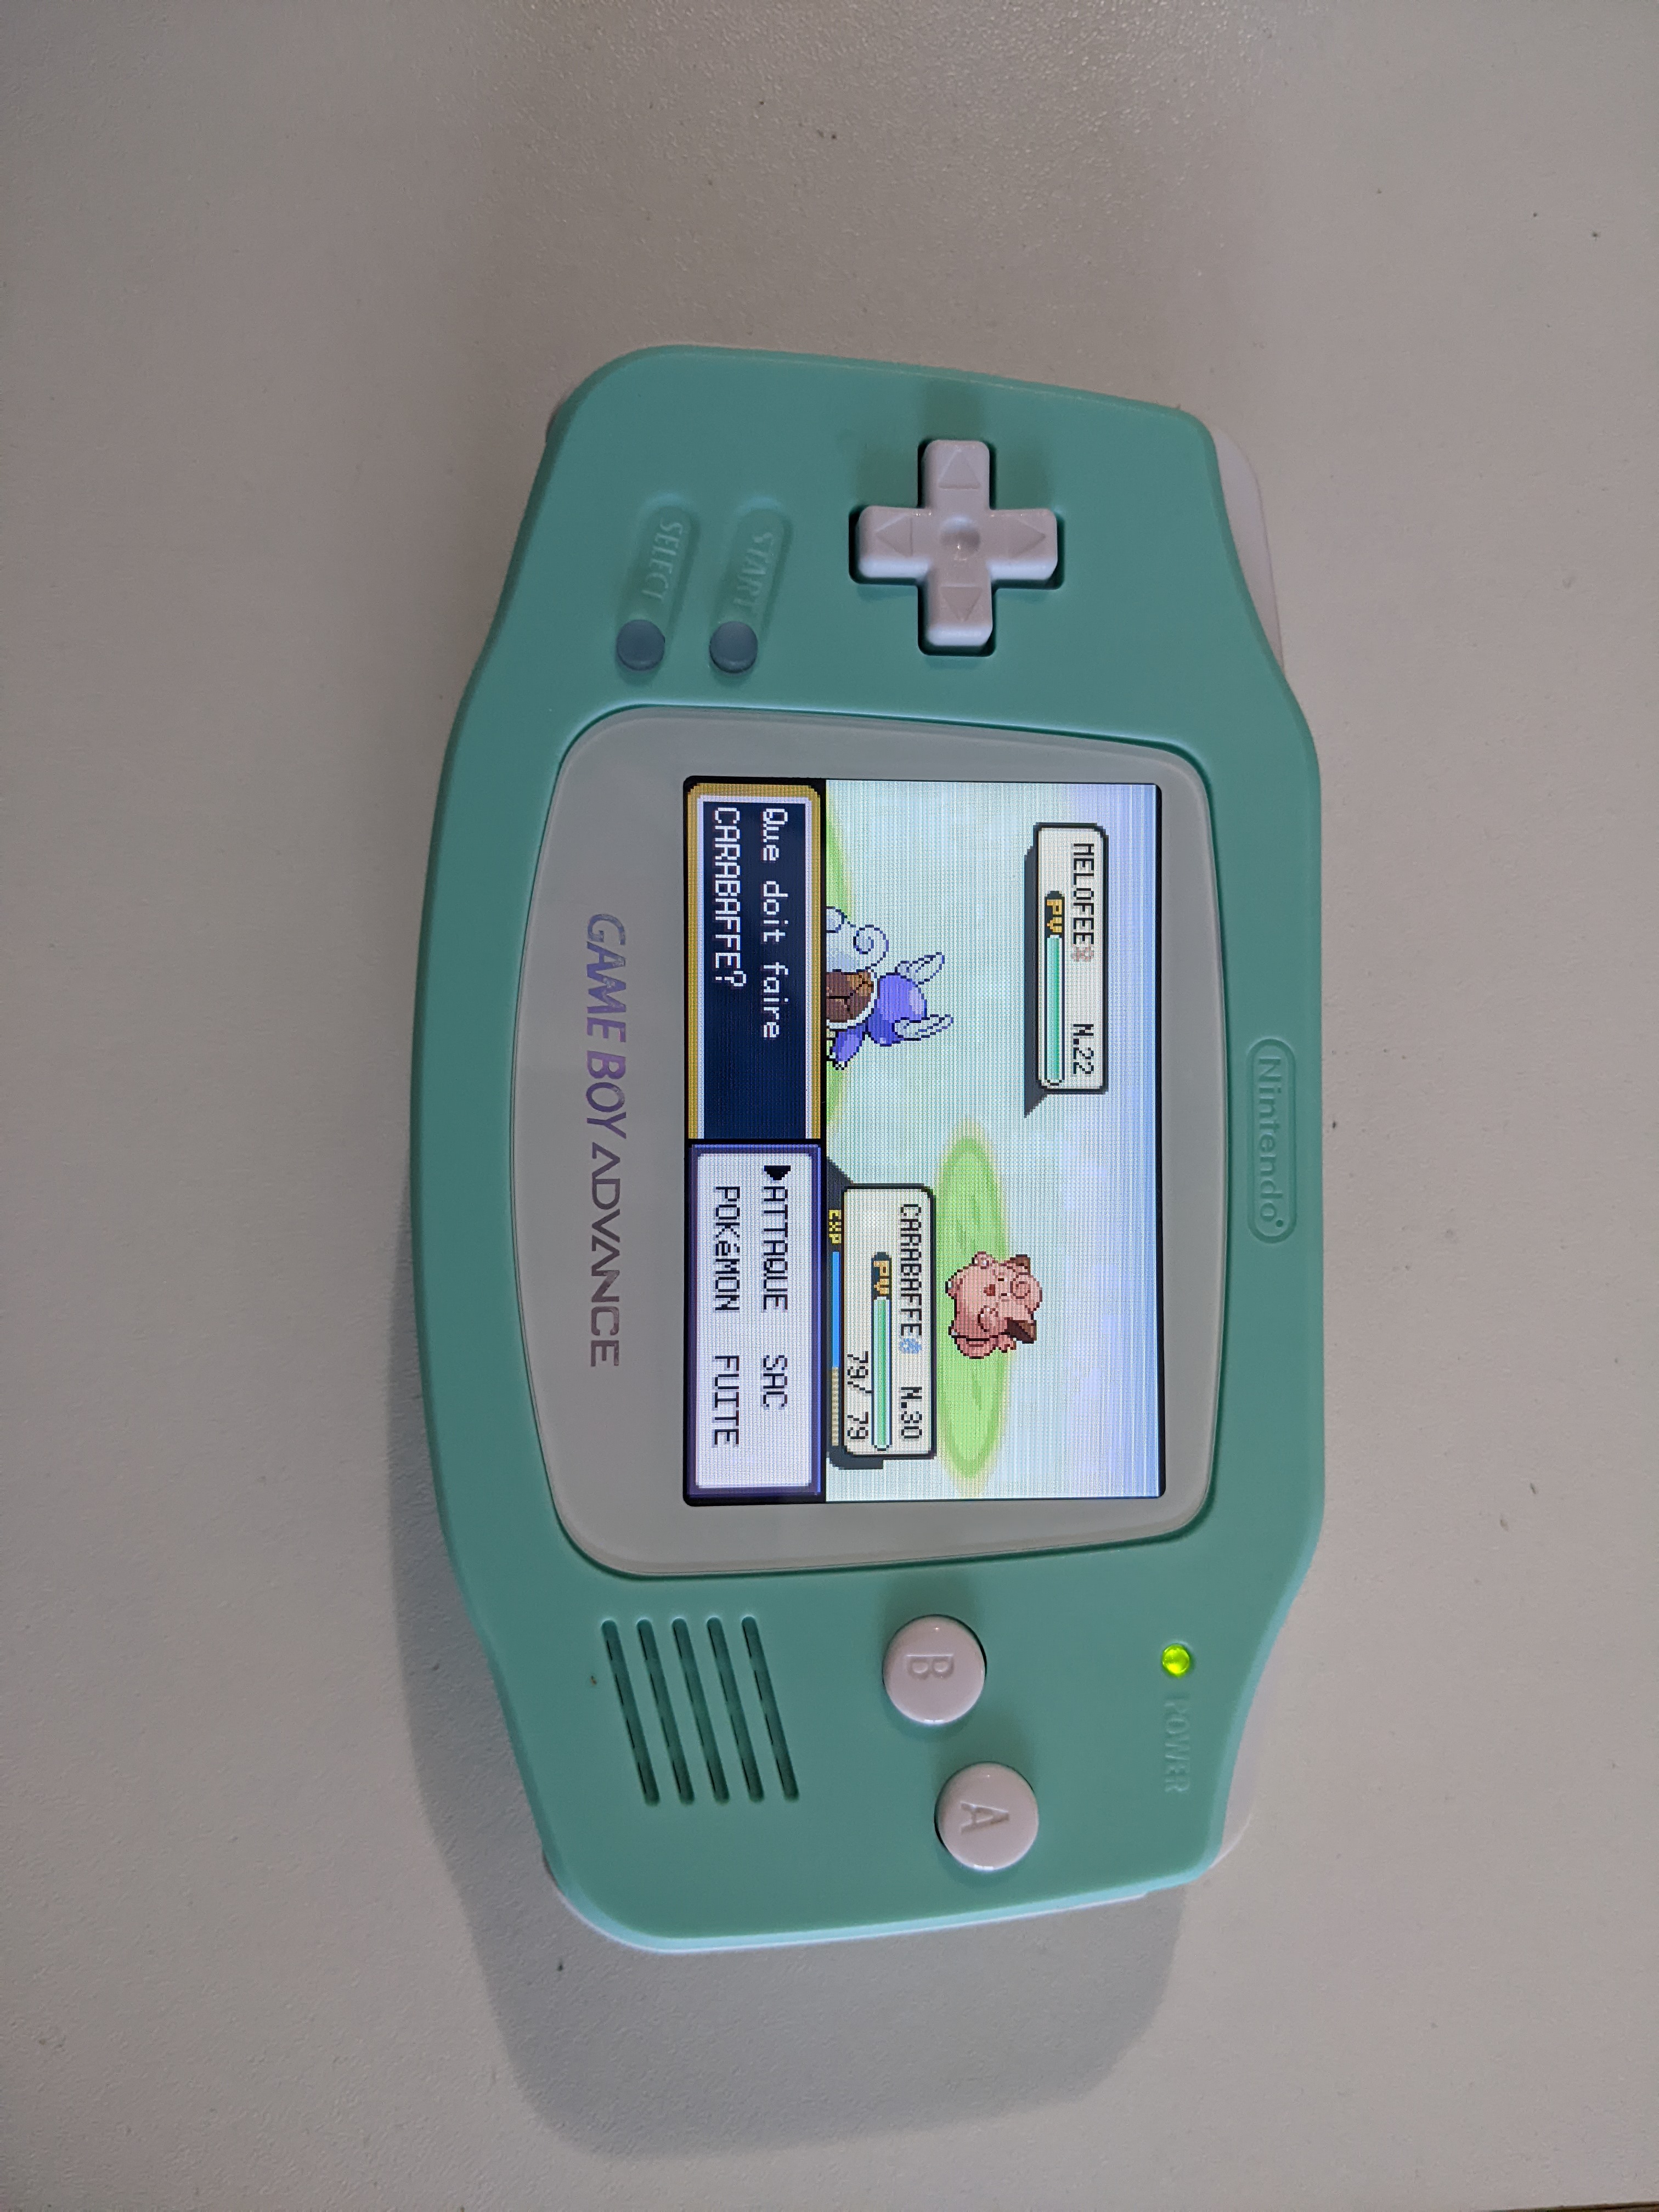 Nintendo
POWER
MELOFEE♀ N.22
PV
CARABAFFE♂ N.30
PV
79/ 79
EXP
Que doit faire
CARABAFFE?
ATTAQUE SAC
POKéMON FUITE
START
SELECT
B
A
GAME BOY ADVANCE